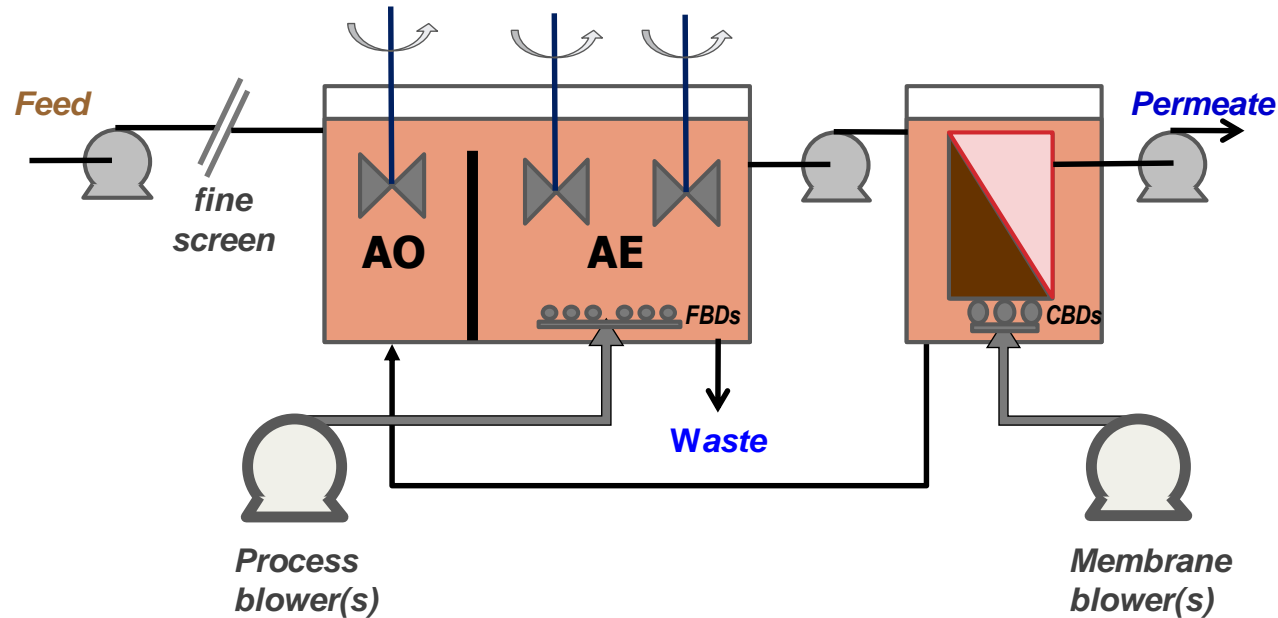 Feed
Permeate
fine
screen
AO
AE
FBDs
CBDs
Waste
Process
blower(s)
Membrane
blower(s)